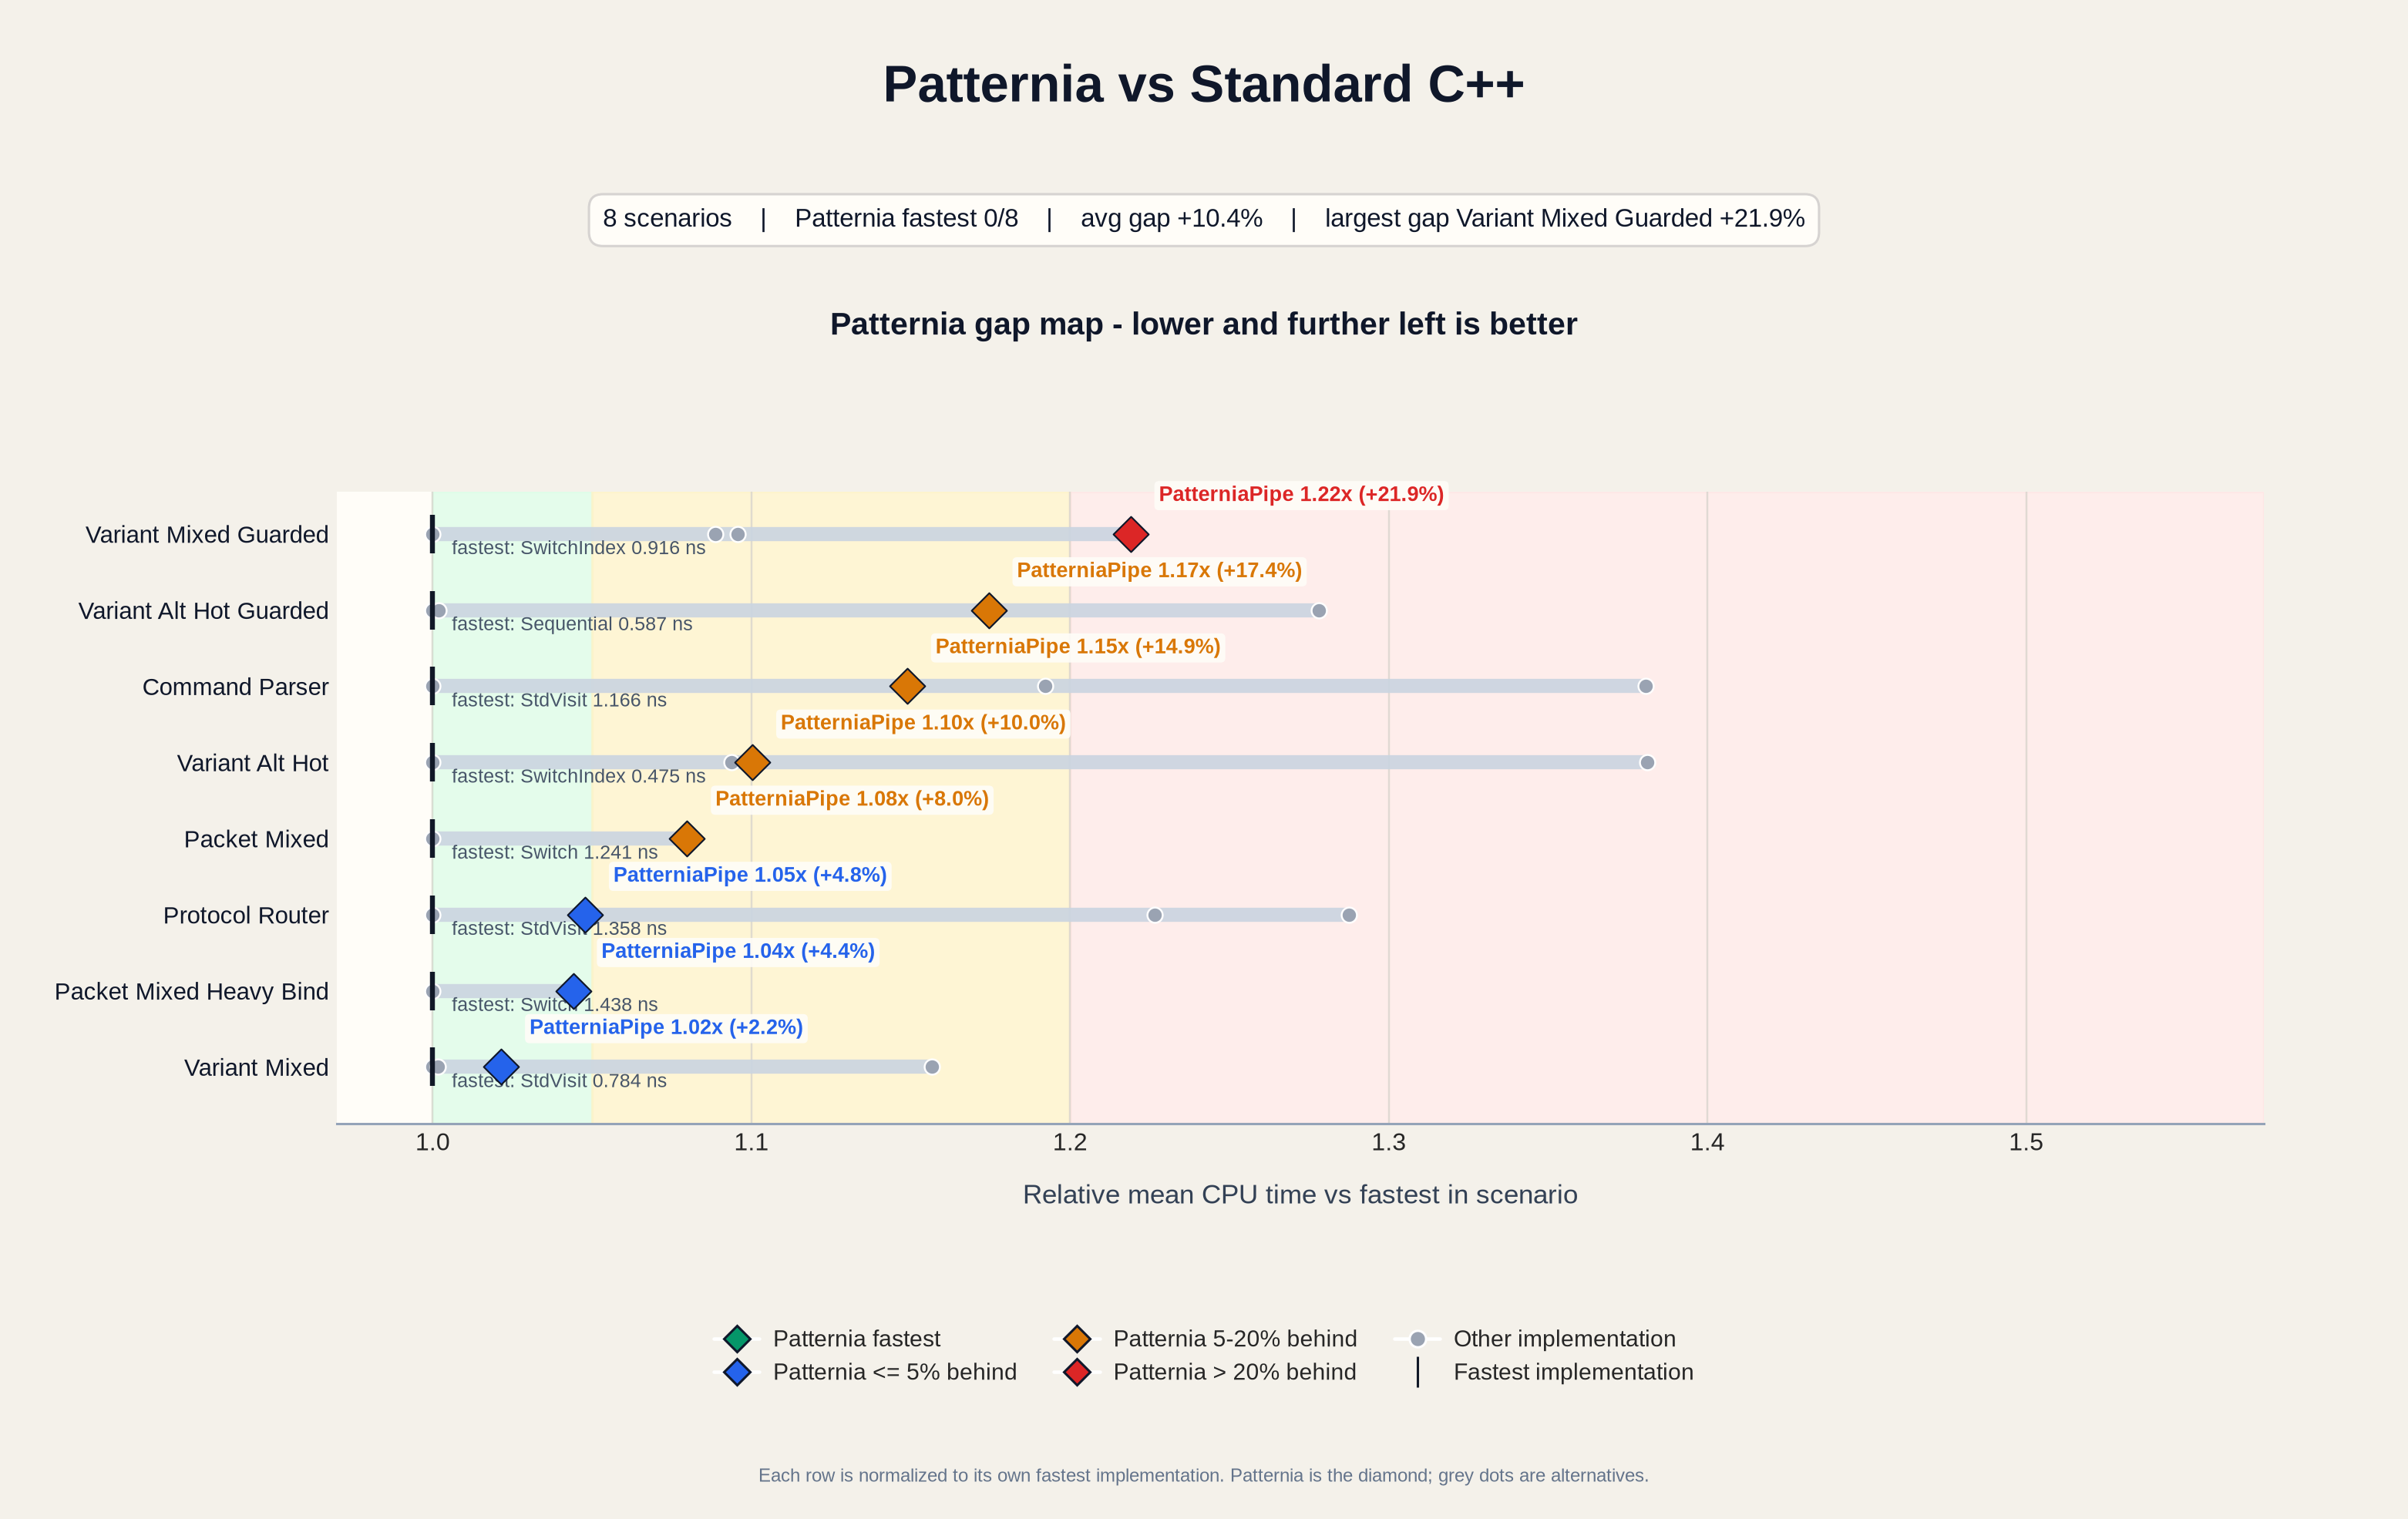 Patternia vs Standard C++
8 scenarios | Patternia fastest 0/8 | avg gap +10.4% | largest gap Variant Mixed Guarded +21.9%
Patternia gap map - lower and further left is better
PatterniaPipe 1.22x (+21.9%)
Variant Mixed Guarded
fastest: SwitchIndex 0.916 ns
PatterniaPipe 1.17x (+17.4%)
Variant Alt Hot Guarded
fastest: Sequential 0.587 ns
PatterniaPipe 1.15x (+14.9%)
Command Parser
fastest: StdVisit 1.166 ns
PatterniaPipe 1.10x (+10.0%)
Variant Alt Hot
fastest: SwitchIndex 0.475 ns
PatterniaPipe 1.08x (+8.0%)
Packet Mixed
fastest: Switch 1.241 ns
PatterniaPipe 1.05x (+4.8%)
Protocol Router
fastest: StdVisit 1.358 ns
PatterniaPipe 1.04x (+4.4%)
Packet Mixed Heavy Bind
fastest: Switch 1.438 ns
PatterniaPipe 1.02x (+2.2%)
Variant Mixed
fastest: StdVisit 0.784 ns
1.0 1.1 1.2 1.3 1.4 1.5
Relative mean CPU time vs fastest in scenario
Patternia fastest
Patternia <= 5% behind
Patternia 5-20% behind
Patternia > 20% behind
Other implementation
Fastest implementation
Each row is normalized to its own fastest implementation. Patternia is the diamond; grey dots are alternatives.